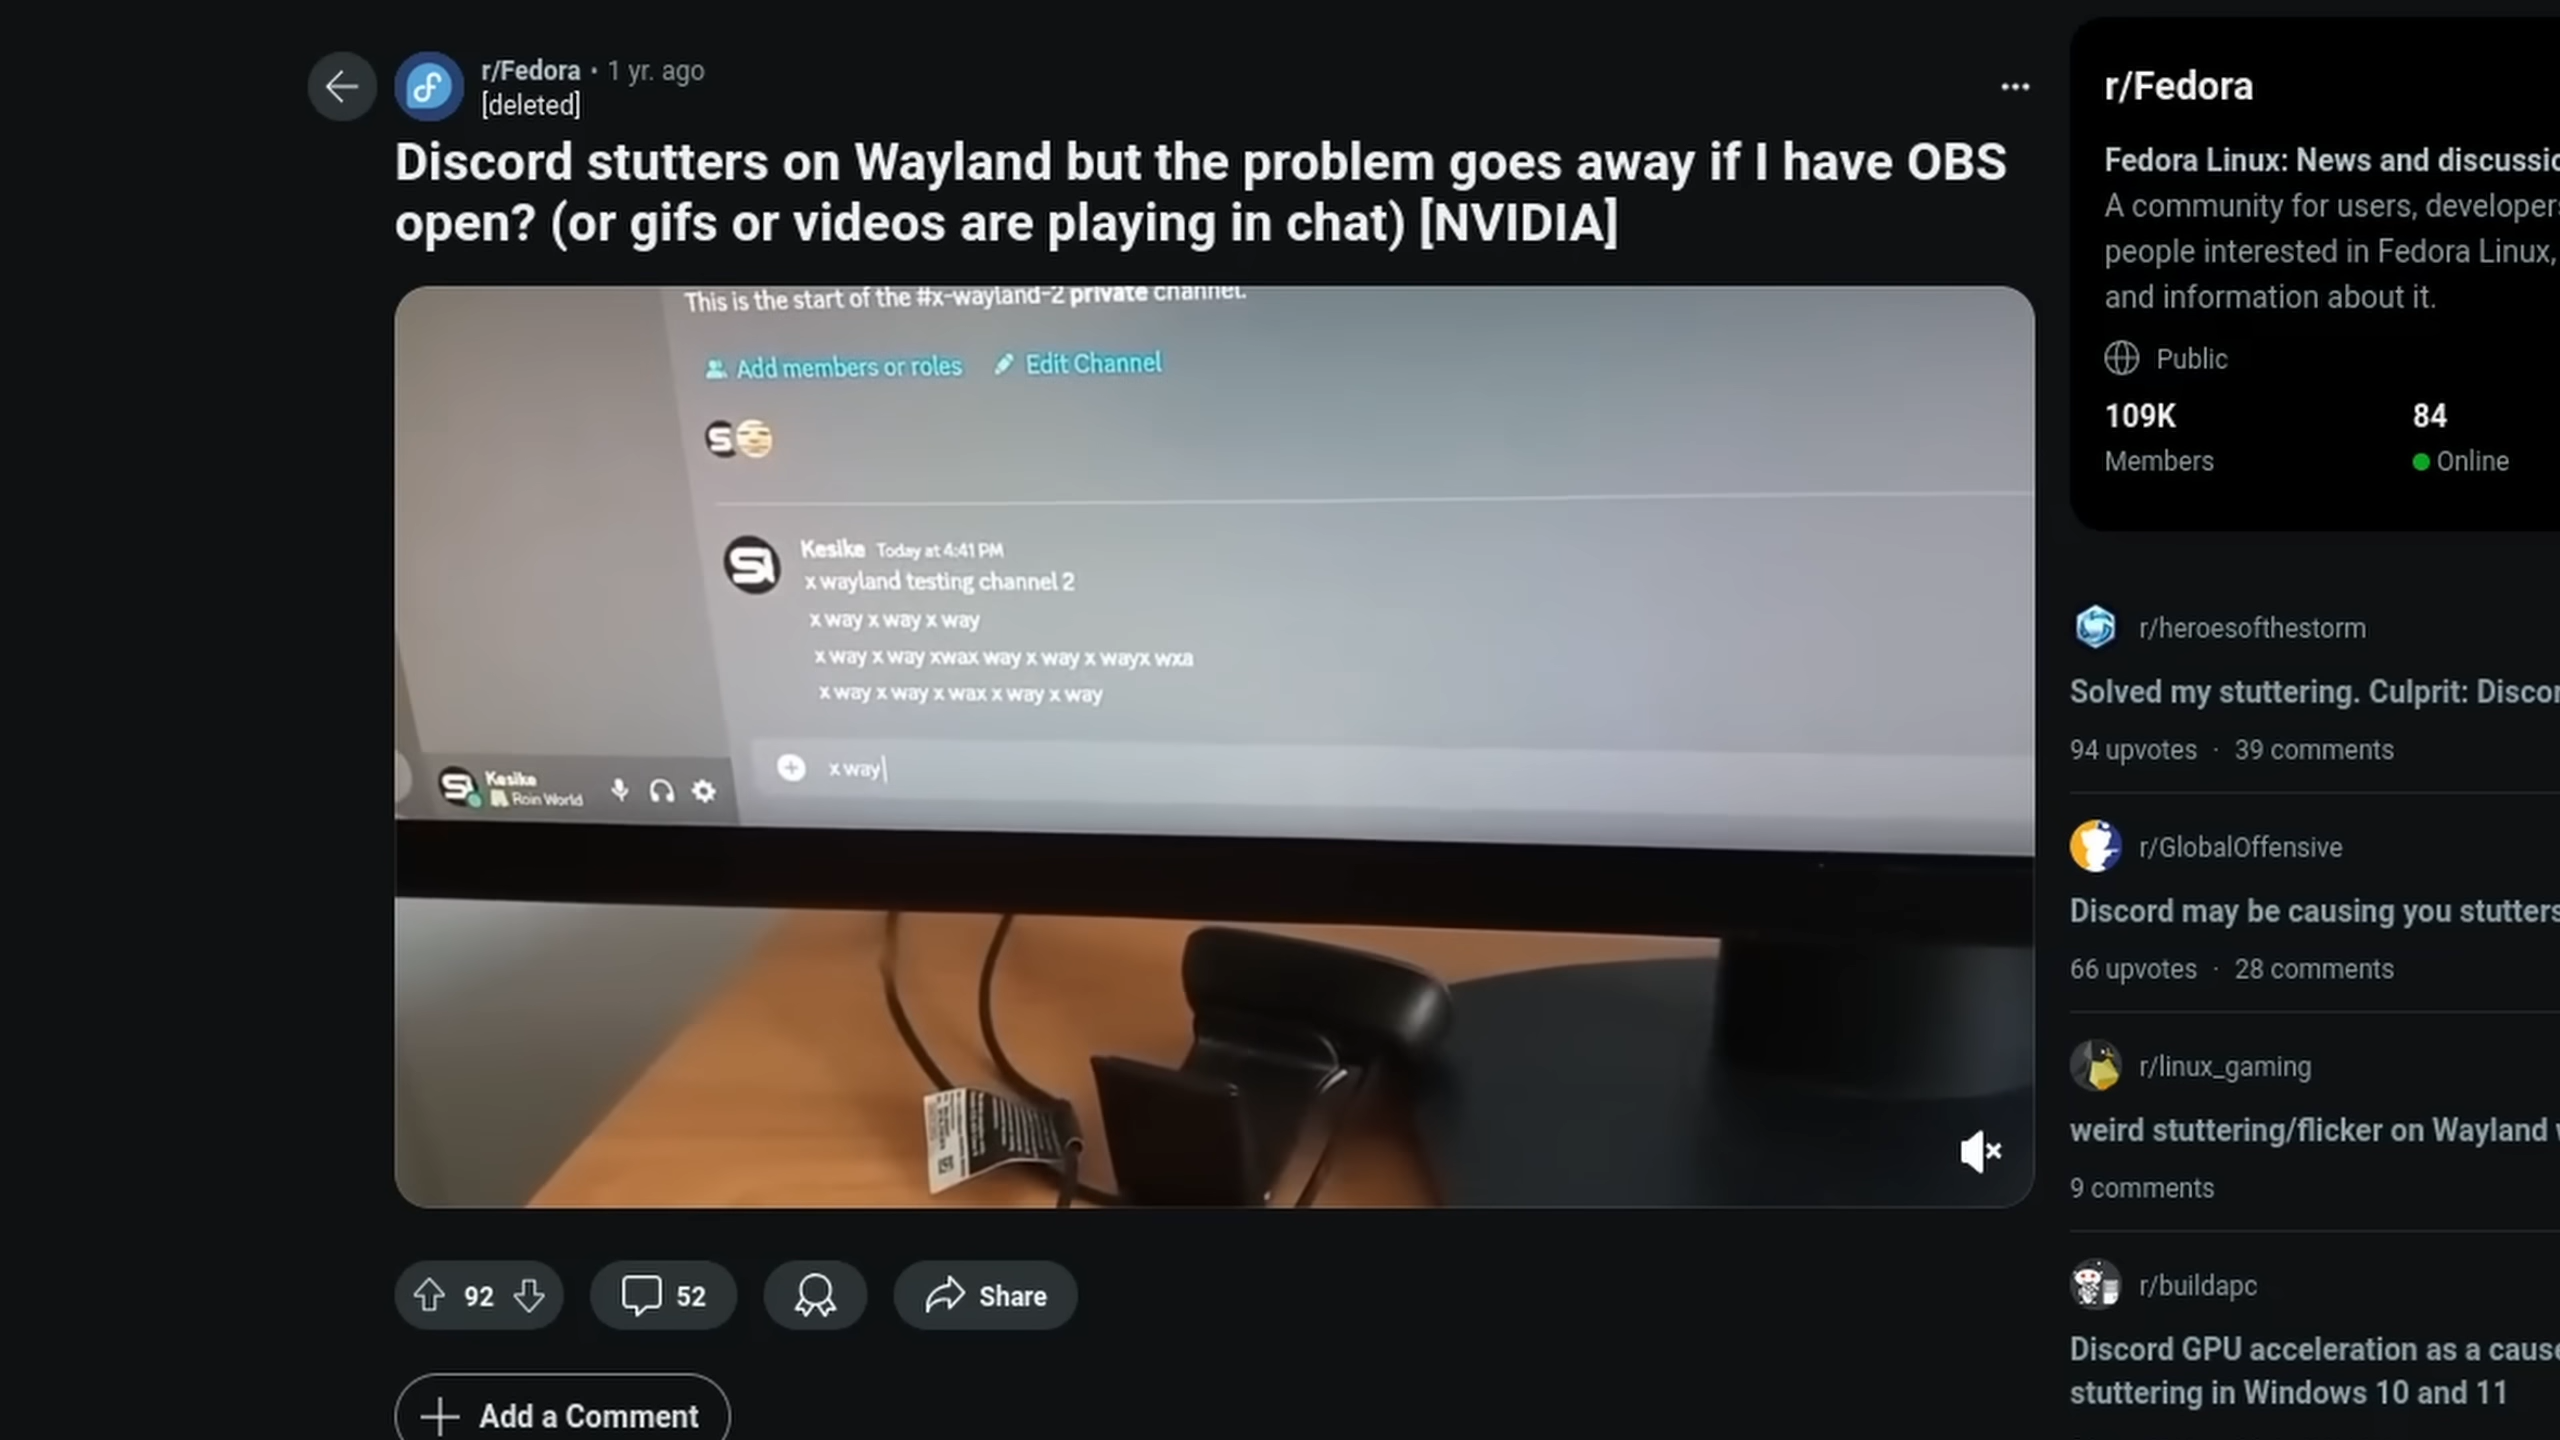 r/Fedora • 1 yr. ago
[deleted]
Discord stutters on Wayland but the problem goes away if I have OBS
open? (or gifs or videos are playing in chat) [NVIDIA]
This is the start of the #x-wayland-2 private channel.
Add members or roles
Edit Channel
Kesike Today at 4:41 PM
x wayland testing channel 2
x way x way x way
x way x way xwax way x way x wayx wxa
x way x way x wax x way x way
x way
Kesike
Roin World
92
52
Share
Add a Comment
r/Fedora
Fedora Linux: News and discussio
A community for users, developers
people interested in Fedora Linux,
and information about it.
Public
109K
84
Members
Online
r/heroesofthestorm
Solved my stuttering. Culprit: Discor
94 upvotes · 39 comments
r/GlobalOffensive
Discord may be causing you stutters
66 upvotes · 28 comments
r/linux_gaming
weird stuttering/flicker on Wayland
9 comments
r/buildapc
Discord GPU acceleration as a cause
stuttering in Windows 10 and 11